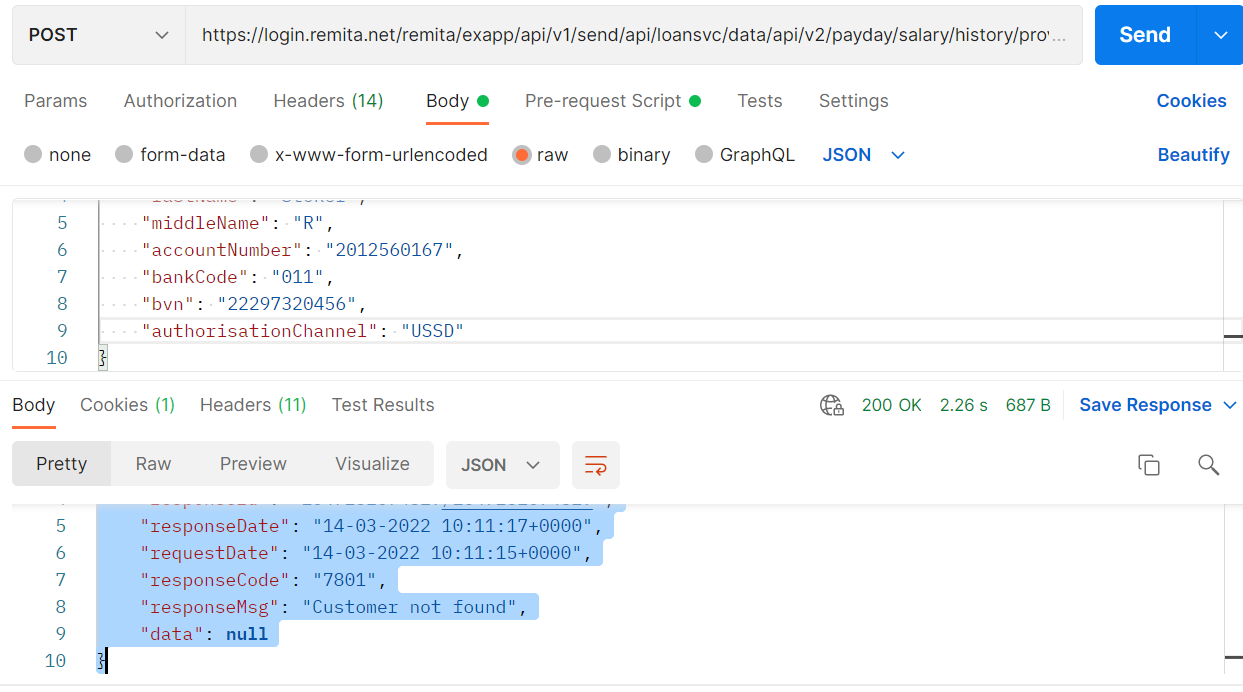 POST https://login.remita.net/remita/exapp/api/v1/send/api/loansvc/data/api/v2/payday/salary/history/prov... Send
Params Authorization Headers (14) Body Pre-request Script Tests Settings Cookies
none form-data x-www-form-urlencoded raw binary GraphQL JSON Beautify
5 "middleName": "R",
6 "accountNumber": "2012560167",
7 "bankCode": "011",
8 "bvn": "22297320456",
9 "authorisationChannel": "USSD"
10 }
Body Cookies (1) Headers (11) Test Results 200 OK 2.26 s 687 B Save Response
Pretty Raw Preview Visualize JSON
5 "responseDate": "14-03-2022 10:11:17+0000",
6 "requestDate": "14-03-2022 10:11:15+0000",
7 "responseCode": "7801",
8 "responseMsg": "Customer not found",
9 "data": null
10 }